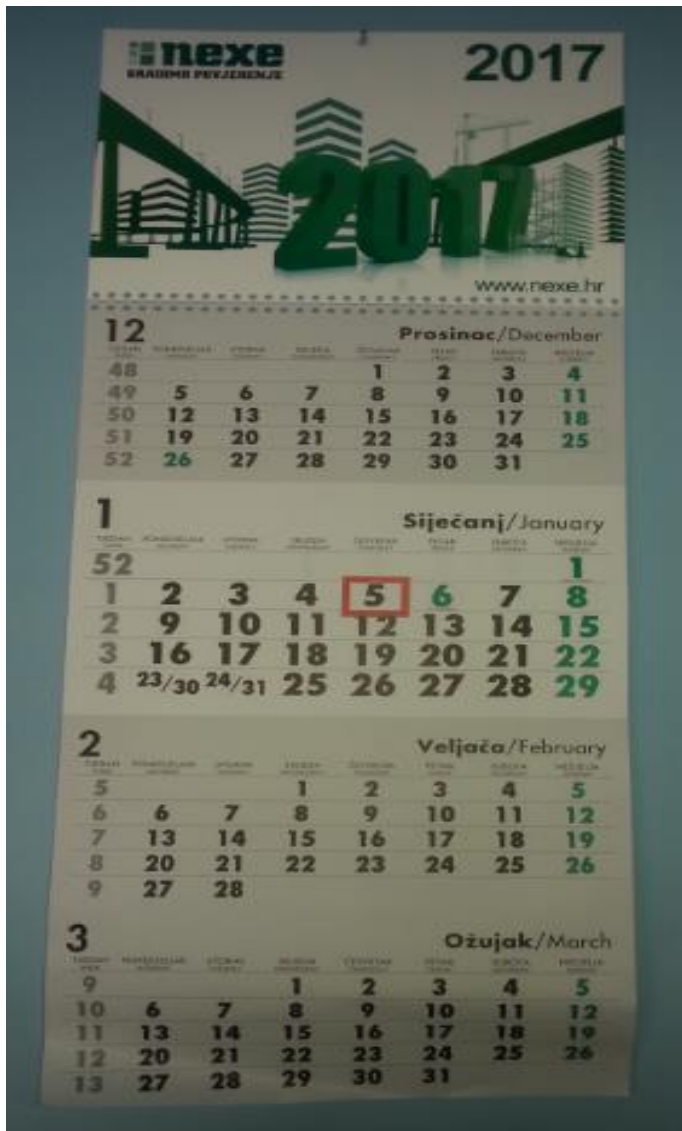 nexe 2017
GRADIMO POVJERENJE
2017
www.nexe.hr
12 Prosinac/December
48 1 2 3 4
49 5 6 7 8 9 10 11
50 12 13 14 15 16 17 18
51 19 20 21 22 23 24 25
52 26 27 28 29 30 31
1 Siječanj/January
52 1
1 2 3 4 5 6 7 8
2 9 10 11 12 13 14 15
3 16 17 18 19 20 21 22
4 23/30 24/31 25 26 27 28 29
2 Veljača/February
5 1 2 3 4 5
6 6 7 8 9 10 11 12
7 13 14 15 16 17 18 19
8 20 21 22 23 24 25 26
9 27 28
3 Ožujak/March
9 1 2 3 4 5
10 6 7 8 9 10 11 12
11 13 14 15 16 17 18 19
12 20 21 22 23 24 25 26
13 27 28 29 30 31